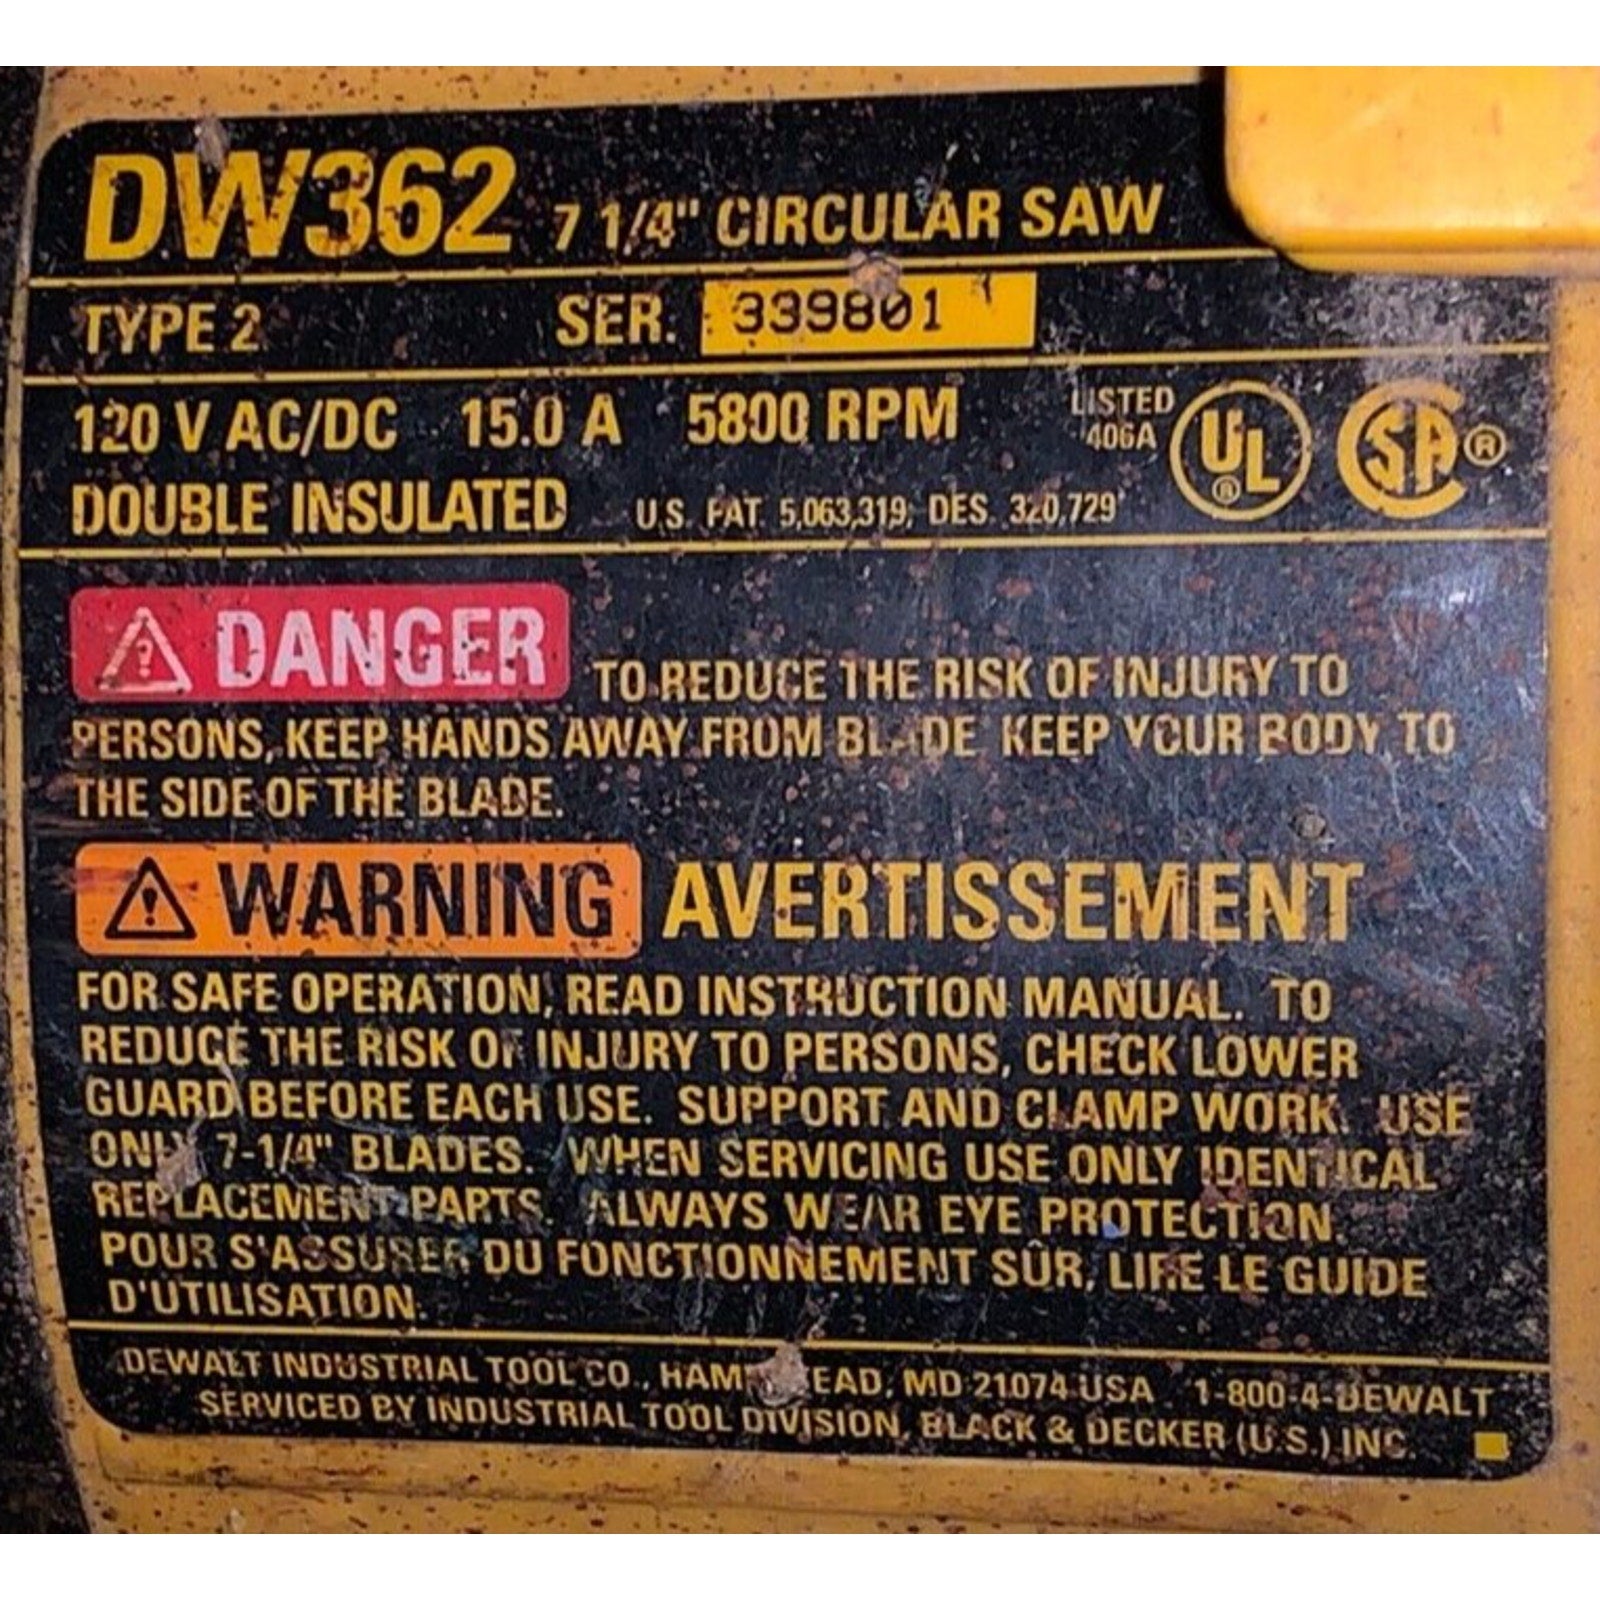 DW362 7 1/4" CIRCULAR SAW
TYPE 2 SER. 339801
120 V AC/DC 15.0 A 5800 RPM LISTED 406A UL® CSA®
DOUBLE INSULATED U.S. PAT. 5,063,319; DES. 320,729
DANGER TO REDUCE THE RISK OF INJURY TO
PERSONS, KEEP HANDS AWAY FROM BLADE KEEP YOUR BODY TO
THE SIDE OF THE BLADE.
WARNING AVERTISSEMENT
FOR SAFE OPERATION, READ INSTRUCTION MANUAL. TO
REDUCE THE RISK OF INJURY TO PERSONS, CHECK LOWER
GUARD BEFORE EACH USE. SUPPORT AND CLAMP WORK. USE
ONLY 7-1/4" BLADES. WHEN SERVICING USE ONLY IDENTICAL
REPLACEMENT PARTS. ALWAYS WEAR EYE PROTECTION.
POUR S'ASSURER DU FONCTIONNEMENT SÛR, LIRE LE GUIDE
D'UTILISATION.
DEWALT INDUSTRIAL TOOL CO., HAMPSTEAD, MD 21074 USA 1-800-4-DEWALT
SERVICED BY INDUSTRIAL TOOL DIVISION, BLACK & DECKER (U.S.) INC.